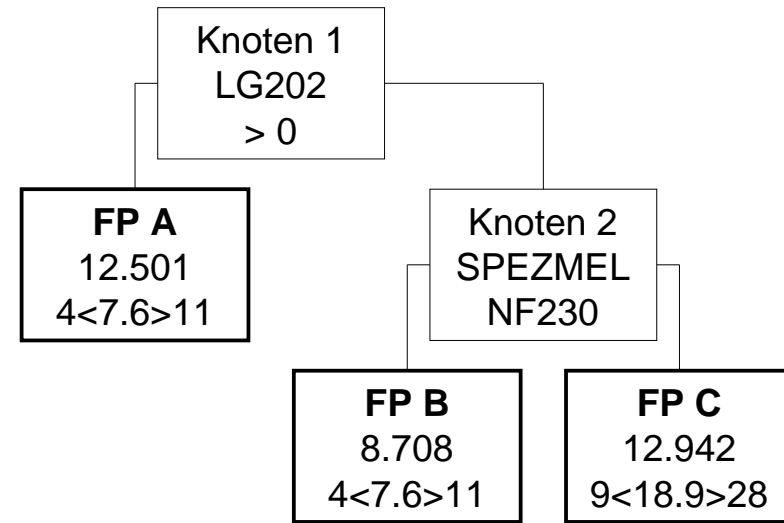 Knoten 1
LG202
> 0
FP A
12.501
4<7.6>11
Knoten 2
SPEZMEL
NF230
FP B
8.708
4<7.6>11
FP C
12.942
9<18.9>28